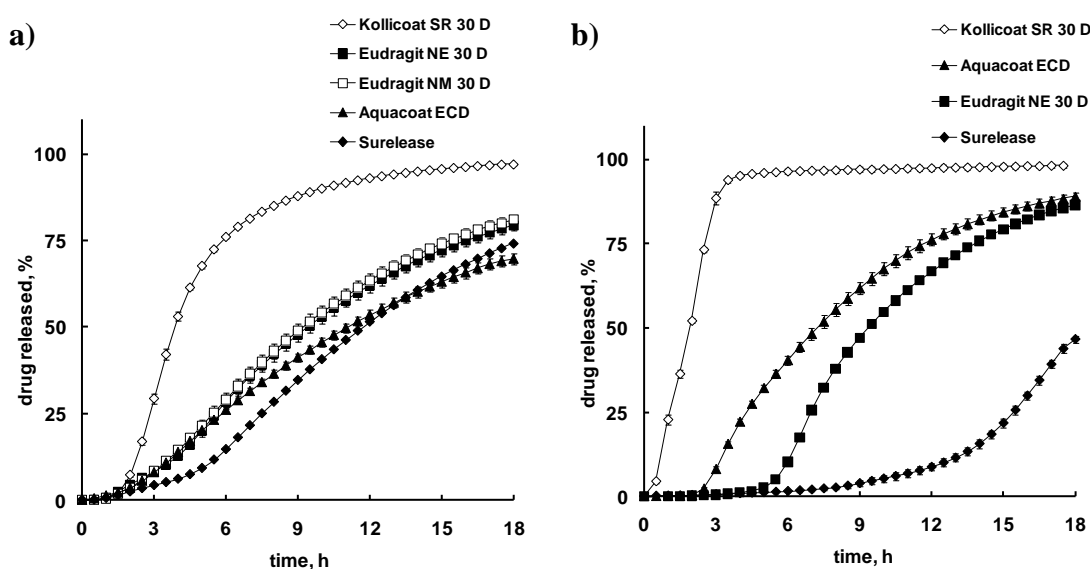 a)
Kollicoat SR 30 D
Eudragit NE 30 D
Eudragit NM 30 D
Aquacoat ECD
Surelease
100
75
50
25
0
drug released, %
0 3 6 9 12 15 18
time, h
b)
Kollicoat SR 30 D
Aquacoat ECD
Eudragit NE 30 D
Surelease
100
75
50
25
0
drug released, %
0 3 6 9 12 15 18
time, h